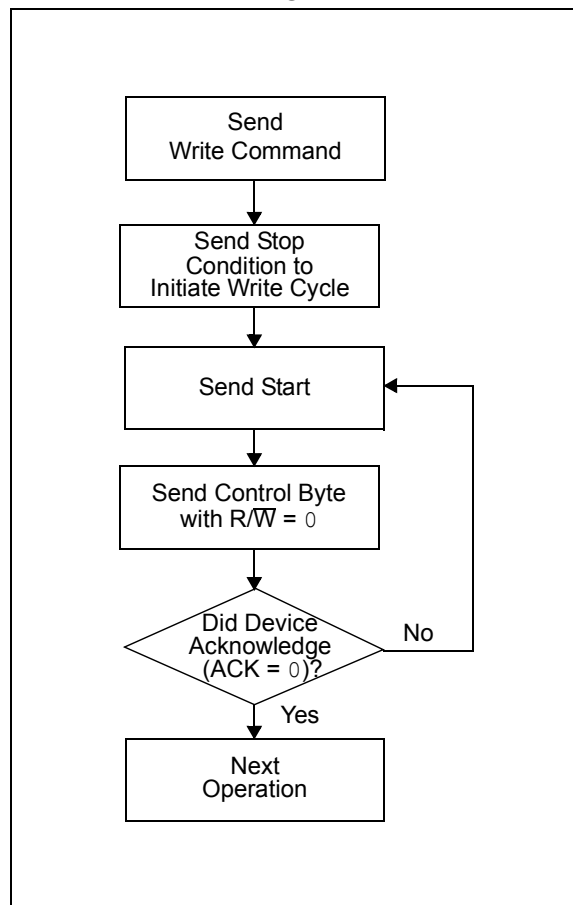 Send
Write Command
Send Stop
Condition to
Initiate Write Cycle
Send Start
Send Control Byte
with R/W̅ = 0
Did Device
Acknowledge
(ACK = 0)?
No
Yes
Next
Operation